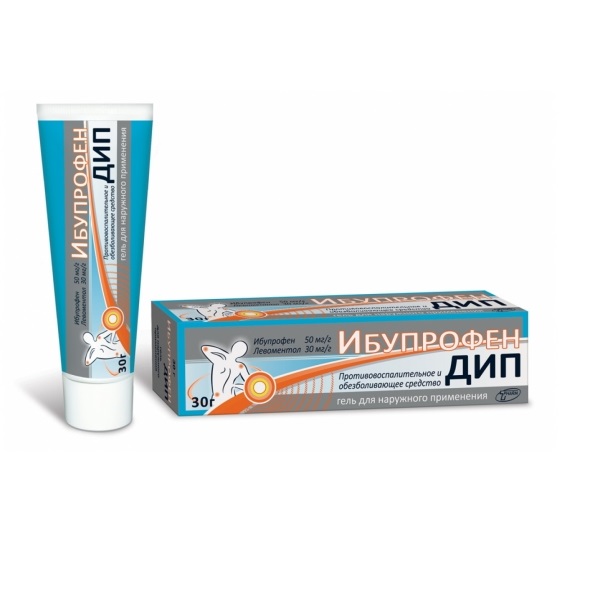 Ибупрофен
ДИП
Ибупрофен 50 мг/г
Левоментол 30 мг/г
Противовоспалительное и
обезболивающее средство
гель для наружного применения
30г
Ибупрофен
ДИП
Ибупрофен 50 мг/г
Левоментол 30 мг/г
Противовоспалительное и
обезболивающее средство
гель для наружного применения
30г
PHARM